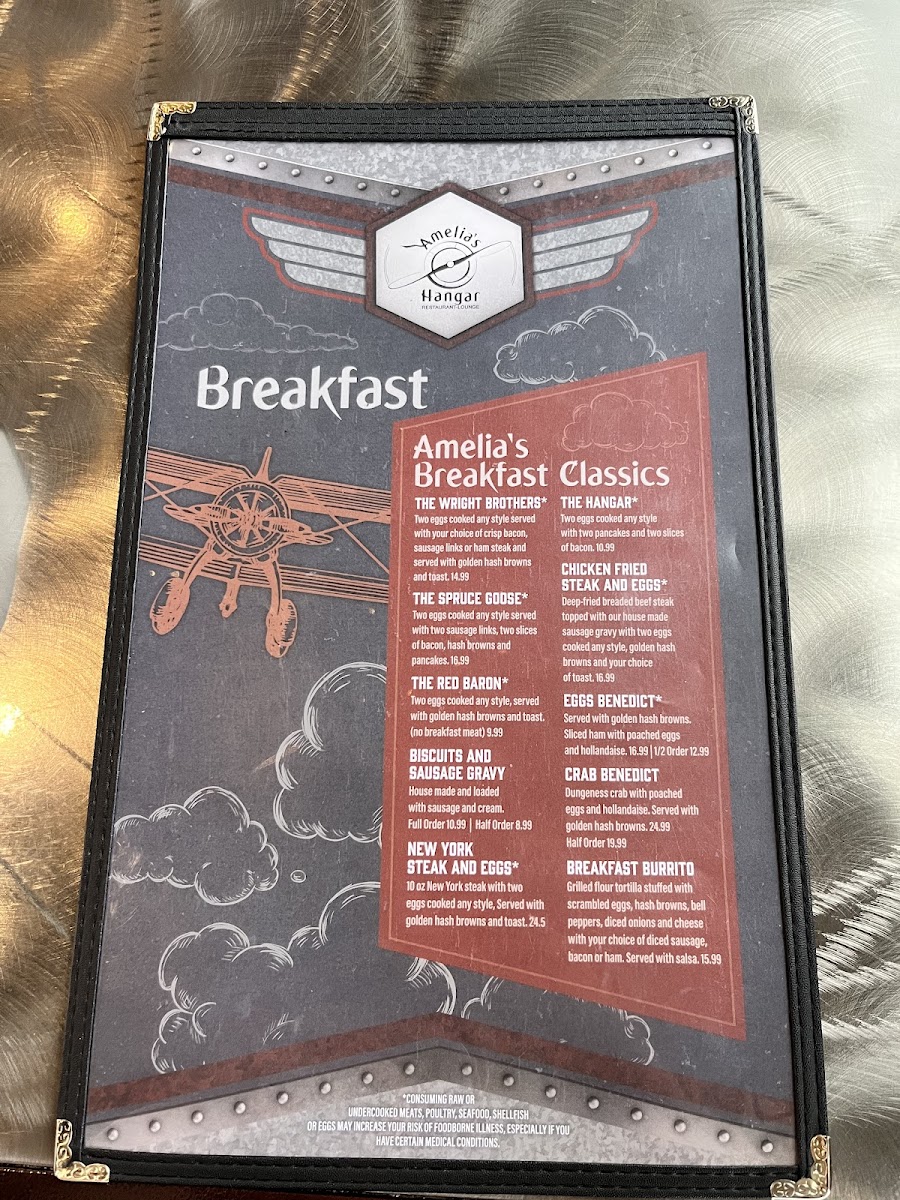 Amelia's
Hangar
RESTAURANT-LOUNGE
Breakfast
Amelia's
Breakfast Classics
THE WRIGHT BROTHERS*
Two eggs cooked any style served
with your choice of crisp bacon,
sausage links or ham steak and
served with golden hash browns
and toast. 14.99
THE SPRUCE GOOSE*
Two eggs cooked any style served
with two sausage links, two slices
of bacon, hash browns and
pancakes. 16.99
THE RED BARON*
Two eggs cooked any style, served
with golden hash browns and toast.
(no breakfast meat) 9.99
BISCUITS AND
SAUSAGE GRAVY
House made and loaded
with sausage and cream.
Full Order 10.99 | Half Order 8.99
NEW YORK
STEAK AND EGGS*
10 oz New York steak with two
eggs cooked any style, Served with
golden hash browns and toast. 24.5
THE HANGAR*
Two eggs cooked any style
with two pancakes and two slices
of bacon. 10.99
CHICKEN FRIED
STEAK AND EGGS*
Deep-fried breaded beef steak
topped with our house made
sausage gravy with two eggs
cooked any style, golden hash
browns and your choice
of toast. 16.99
EGGS BENEDICT*
Served with golden hash browns.
Sliced ham with poached eggs
and hollandaise. 16.99 | 1/2 Order 12.99
CRAB BENEDICT
Dungeness crab with poached
eggs and hollandaise. Served with
golden hash browns. 24.99
Half Order 19.99
BREAKFAST BURRITO
Grilled flour tortilla stuffed with
scrambled eggs, hash browns, bell
peppers, diced onions and cheese
with your choice of diced sausage,
bacon or ham. Served with salsa. 15.99
*CONSUMING RAW OR
UNDERCOOKED MEATS, POULTRY, SEAFOOD, SHELLFISH
OR EGGS MAY INCREASE YOUR RISK OF FOODBORNE ILLNESS, ESPECIALLY IF YOU
HAVE CERTAIN MEDICAL CONDITIONS.